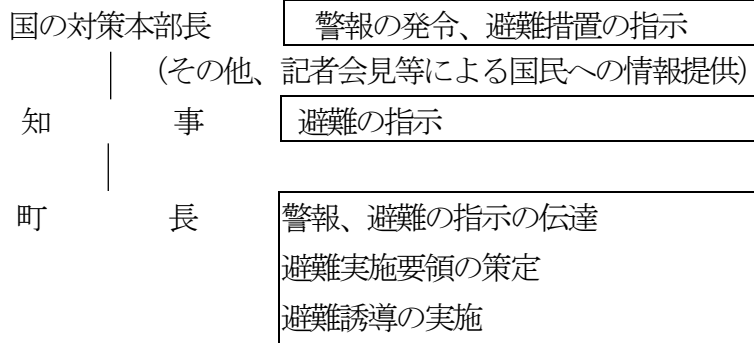 国の対策本部長　警報の発令、避難措置の指示
（その他、記者会見等による国民への情報提供）
知　事　避難の指示
町　長　警報、避難の指示の伝達
避難実施要領の策定
避難誘導の実施